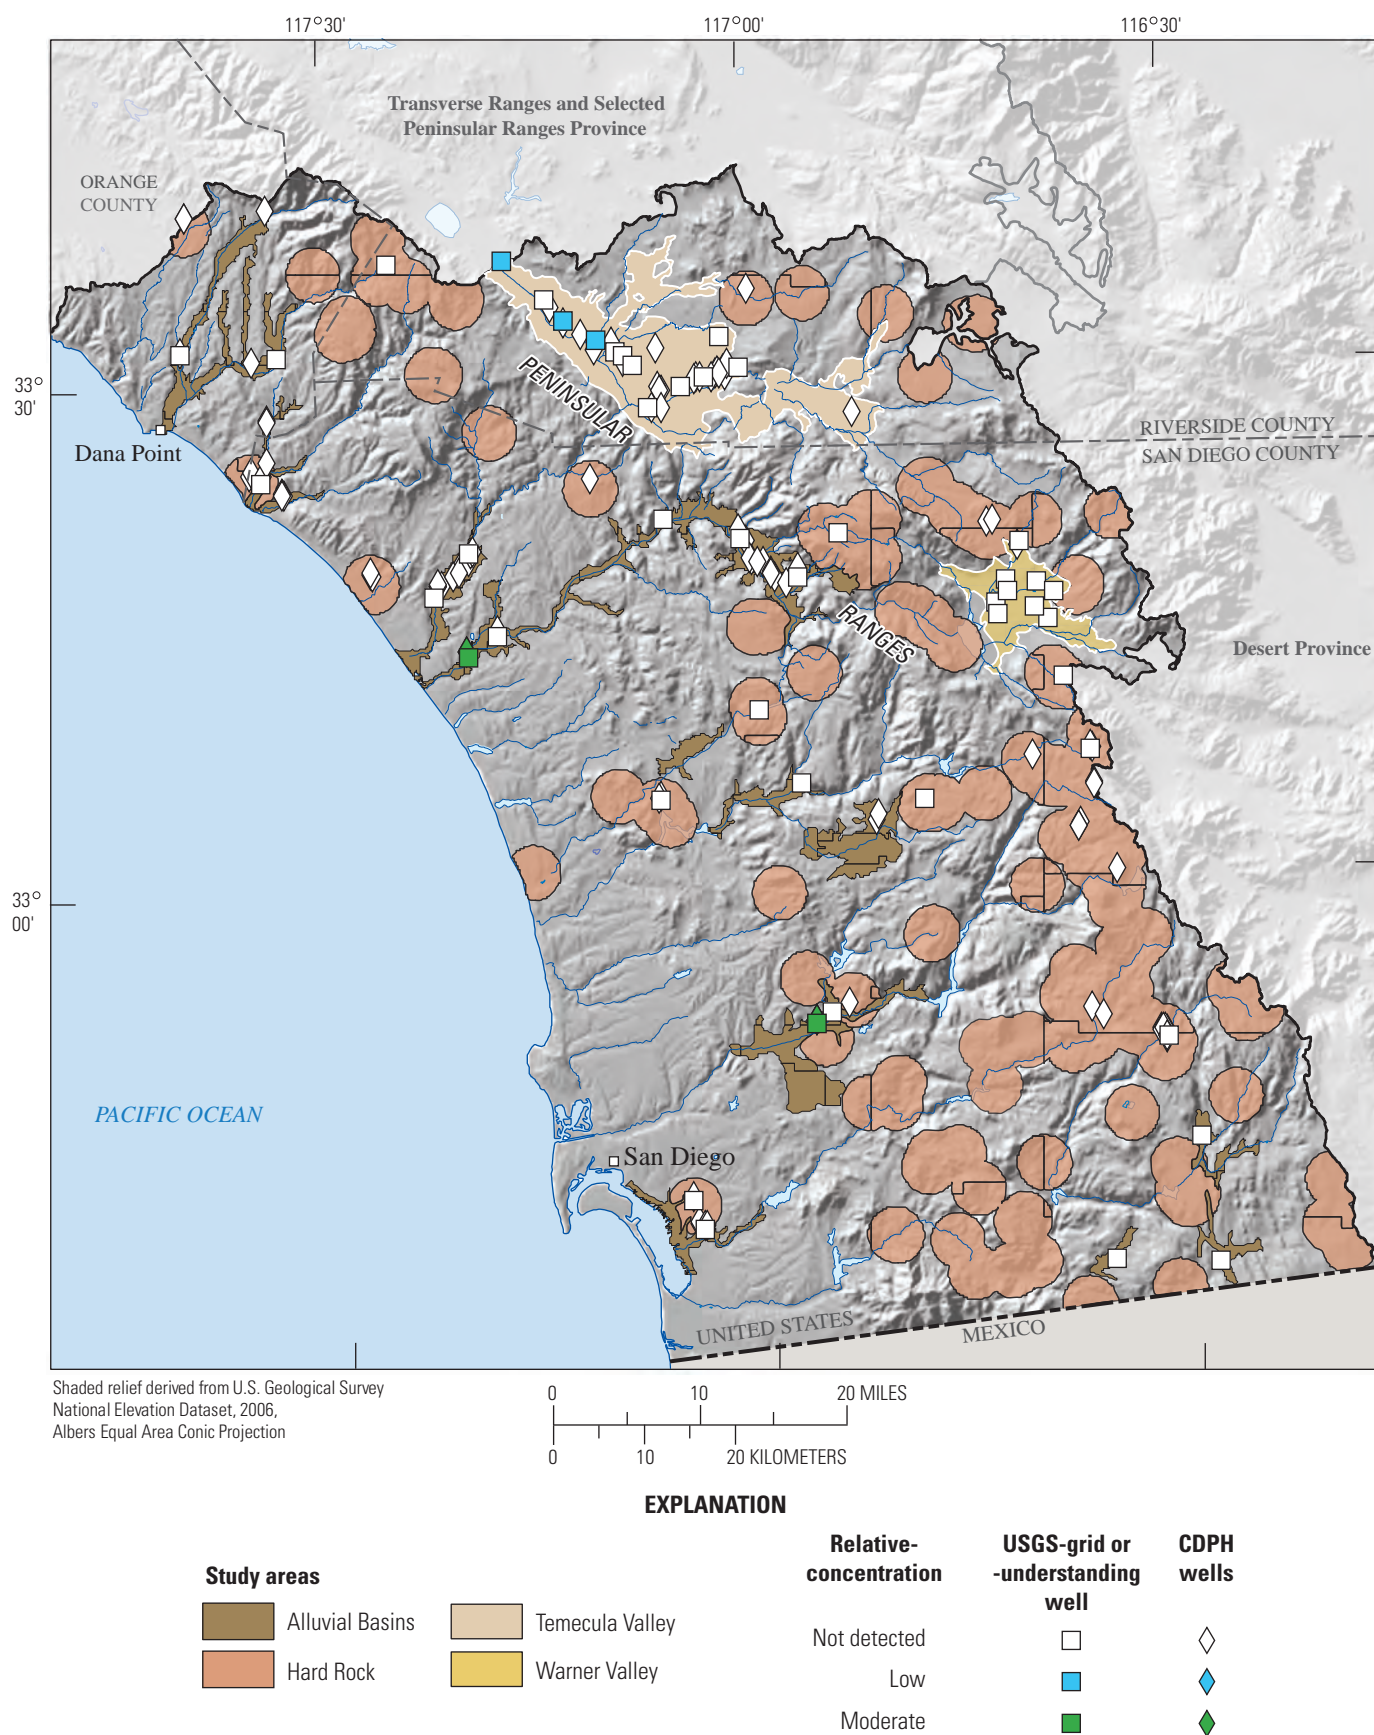 117°30'
117°00'
116°30'
Transverse Ranges and Selected
Peninsular Ranges Province
ORANGE
COUNTY
33°
30'
PENINSULAR
RIVERSIDE COUNTY
SAN DIEGO COUNTY
Dana Point
RANGES
Desert Province
33°
00'
PACIFIC OCEAN
San Diego
UNITED STATES
MEXICO
Shaded relief derived from U.S. Geological Survey
National Elevation Dataset, 2006,
Albers Equal Area Conic Projection
0 10 20 MILES
0 10 20 KILOMETERS
EXPLANATION
Study areas
Alluvial Basins
Hard Rock
Temecula Valley
Warner Valley
Relative-
concentration
USGS-grid or
-understanding
well
CDPH
wells
Not detected
Low
Moderate